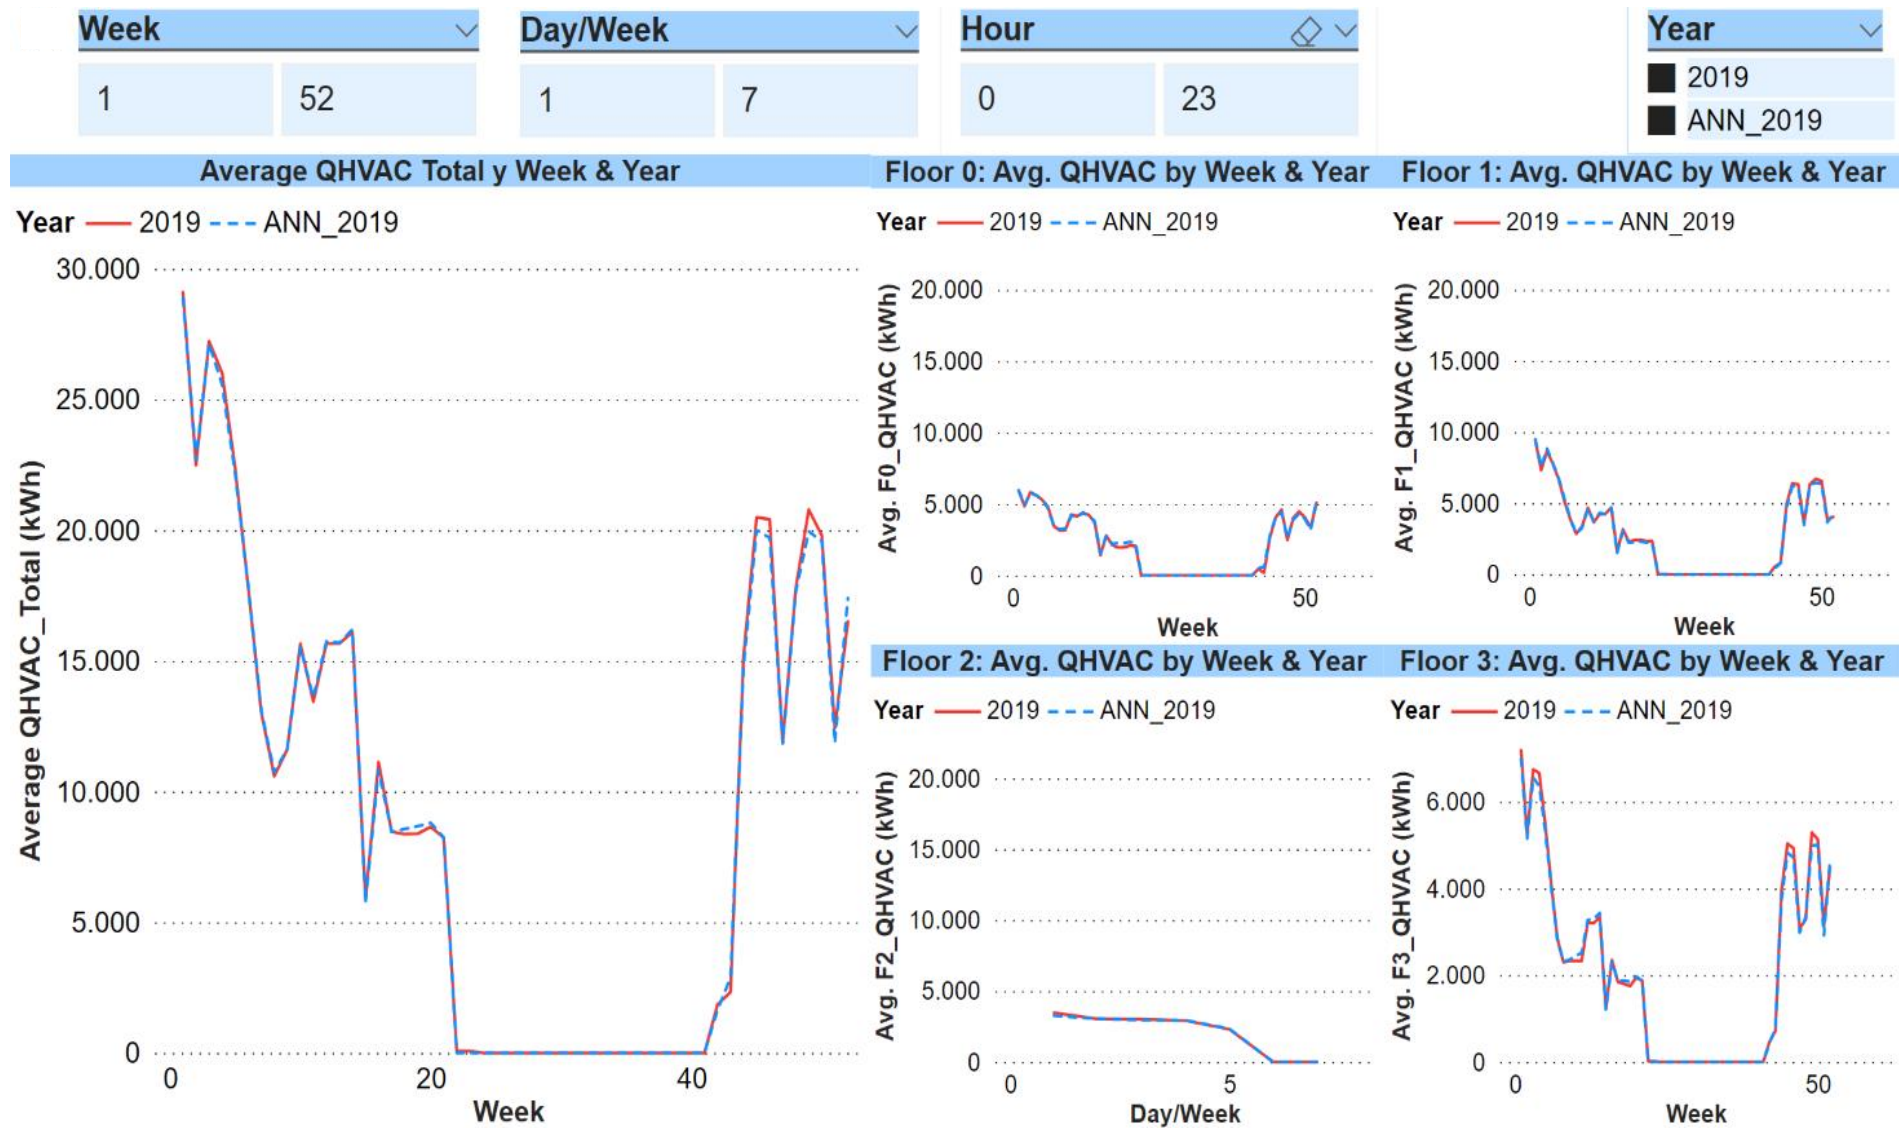 Week
1 52
Day/Week
1 7
Hour
0 23
Year
2019
ANN_2019
Average QHVAC Total y Week & Year
Year 2019 ANN_2019
30.000
25.000
20.000
15.000
10.000
5.000
0
0 20 40
Week
Average QHVAC_Total (kWh)
Floor 0: Avg. QHVAC by Week & Year
Year 2019 ANN_2019
20.000
15.000
10.000
5.000
0
0 50
Week
Avg. F0_QHVAC (kWh)
Floor 1: Avg. QHVAC by Week & Year
Year 2019 ANN_2019
20.000
15.000
10.000
5.000
0
0 50
Week
Avg. F1_QHVAC (kWh)
Floor 2: Avg. QHVAC by Week & Year
Year 2019 ANN_2019
20.000
15.000
10.000
5.000
0
0 5
Day/Week
Avg. F2_QHVAC (kWh)
Floor 3: Avg. QHVAC by Week & Year
Year 2019 ANN_2019
6.000
4.000
2.000
0
0 50
Week
Avg. F3_QHVAC (kWh)